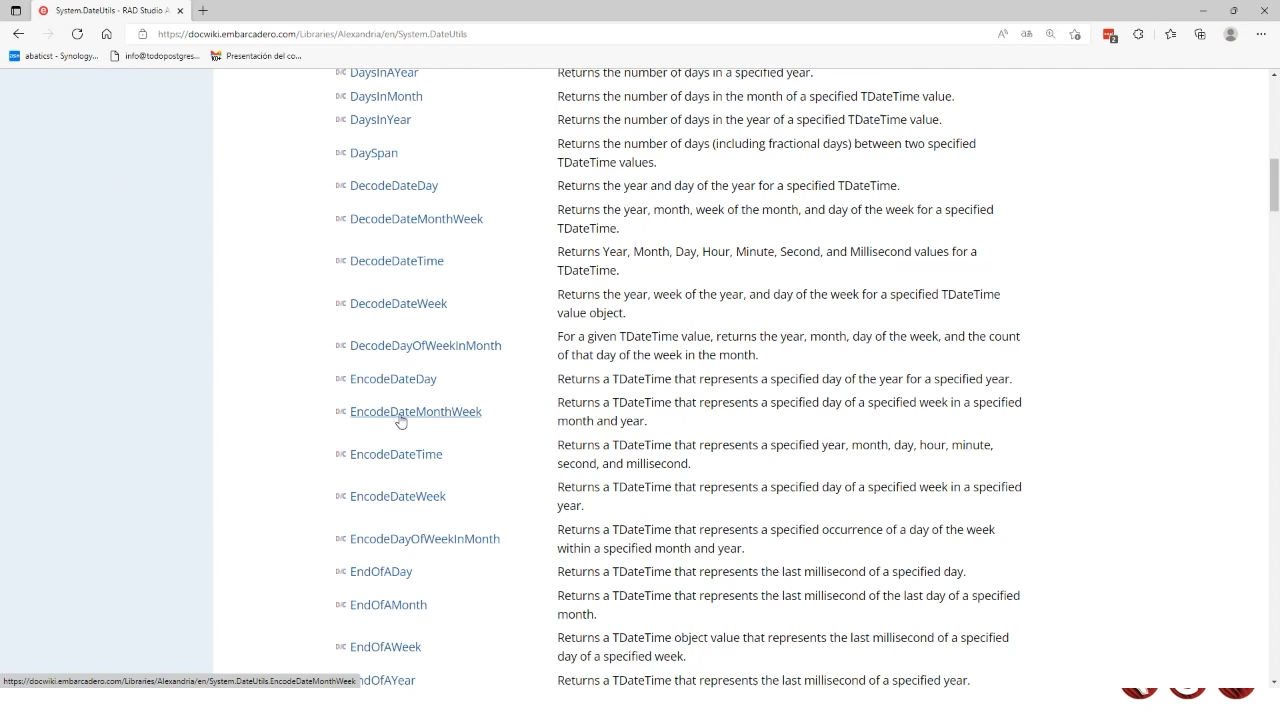 System.DateUtils - RAD Studio A
https://docwiki.embarcadero.com/Libraries/Alexandria/en/System.DateUtils
abaticst - Synology...
info@todopostgres...
Presentación del co...
DaysInAYear Returns the number of days in a specified year.
DaysInMonth Returns the number of days in the month of a specified TDateTime value.
DaysInYear Returns the number of days in the year of a specified TDateTime value.
DaySpan Returns the number of days (including fractional days) between two specified
TDateTime values.
DecodeDateDay Returns the year and day of the year for a specified TDateTime.
DecodeDateMonthWeek Returns the year, month, week of the month, and day of the week for a specified
TDateTime.
DecodeDateTime Returns Year, Month, Day, Hour, Minute, Second, and Millisecond values for a
TDateTime.
DecodeDateWeek Returns the year, week of the year, and day of the week for a specified TDateTime
value object.
DecodeDayOfWeekInMonth For a given TDateTime value, returns the year, month, day of the week, and the count
of that day of the week in the month.
EncodeDateDay Returns a TDateTime that represents a specified day of the year for a specified year.
EncodeDateMonthWeek Returns a TDateTime that represents a specified day of a specified week in a specified
month and year.
EncodeDateTime Returns a TDateTime that represents a specified year, month, day, hour, minute,
second, and millisecond.
EncodeDateWeek Returns a TDateTime that represents a specified day of a specified week in a specified
year.
EncodeDayOfWeekInMonth Returns a TDateTime that represents a specified occurrence of a day of the week
within a specified month and year.
EndOfADay Returns a TDateTime that represents the last millisecond of a specified day.
EndOfAMonth Returns a TDateTime that represents the last millisecond of the last day of a specified
month.
EndOfAWeek Returns a TDateTime object value that represents the last millisecond of a specified
day of a specified week.
ndOfAYear Returns a TDateTime that represents the last millisecond of a specified year.
https://docwiki.embarcadero.com/Libraries/Alexandria/en/System.DateUtils.EncodeDateMonthWeek